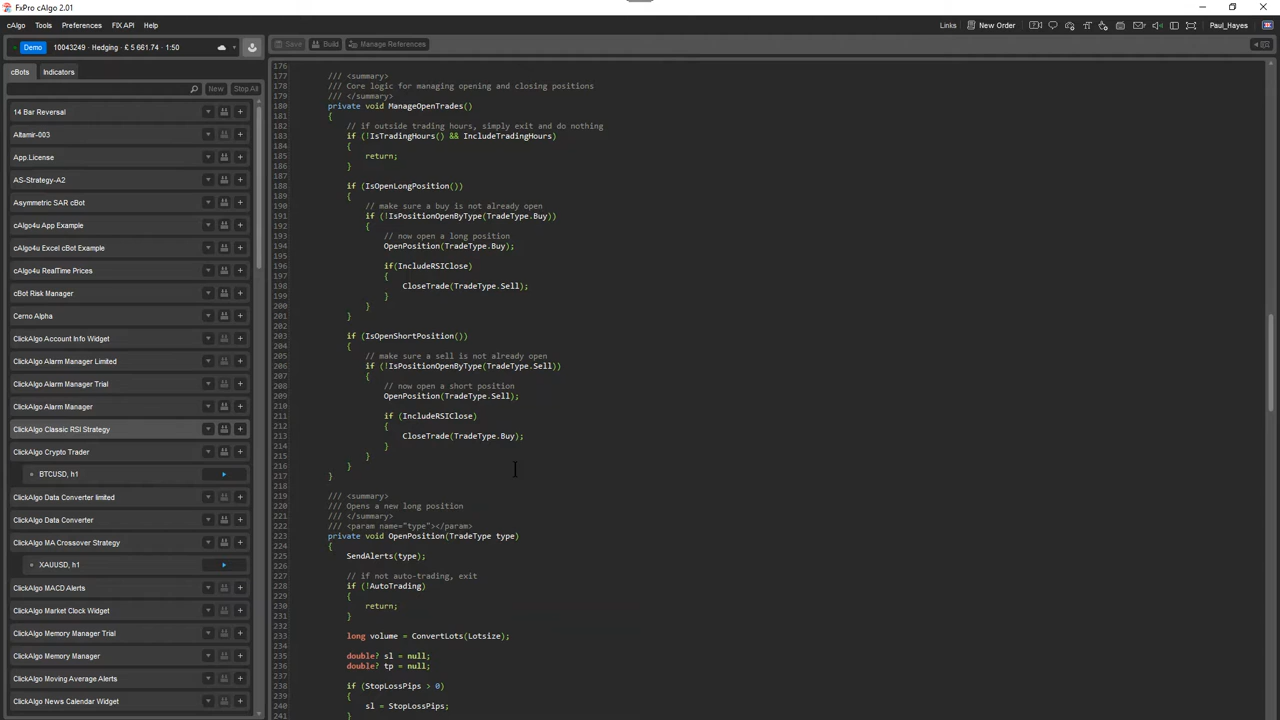 FxPro cAlgo 2.01
cAlgo Tools Preferences FIX API Help
Links New Order Paul_Hayes
Demo 10043249 - Hedging - £ 5 661.74 - 1:50
Save Build Manage References
cBots Indicators
New Stop All
14 Bar Reversal
Altamir-003
App.License
AS-Strategy-A2
Asymmetric SAR cBot
cAlgo4u App Example
cAlgo4u Excel cBot Example
cAlgo4u RealTime Prices
cBot Risk Manager
Cerno Alpha
ClickAlgo Account Info Widget
ClickAlgo Alarm Manager Limited
ClickAlgo Alarm Manager Trial
ClickAlgo Alarm Manager
ClickAlgo Classic RSI Strategy
ClickAlgo Crypto Trader
BTCUSD, h1
ClickAlgo Data Converter limited
ClickAlgo Data Converter
ClickAlgo MA Crossover Strategy
XAUUSD, h1
ClickAlgo MACD Alerts
ClickAlgo Market Clock Widget
ClickAlgo Memory Manager Trial
ClickAlgo Memory Manager
ClickAlgo Moving Average Alerts
ClickAlgo News Calendar Widget
176
177 /// <summary>
178 /// Core logic for managing opening and closing positions
179 /// </summary>
180 private void ManageOpenTrades()
181 {
182 // if outside trading hours, simply exit and do nothing
183 if (!IsTradingHours() && IncludeTradingHours)
184 {
185 return;
186 }
187
188 if (IsOpenLongPosition())
189 {
190 // make sure a buy is not already open
191 if (!IsPositionOpenByType(TradeType.Buy))
192 {
193 // now open a long position
194 OpenPosition(TradeType.Buy);
195
196 if(IncludeRSIClose)
197 {
198 CloseTrade(TradeType.Sell);
199 }
200 }
201 }
202
203 if (IsOpenShortPosition())
204 {
205 // make sure a sell is not already open
206 if (!IsPositionOpenByType(TradeType.Sell))
207 {
208 // now open a short position
209 OpenPosition(TradeType.Sell);
210
211 if (IncludeRSIClose)
212 {
213 CloseTrade(TradeType.Buy);
214 }
215 }
216 }
217 }
218
219 /// <summary>
220 /// Opens a new long position
221 /// </summary>
222 /// <param name="type"></param>
223 private void OpenPosition(TradeType type)
224 {
225 SendAlerts(type);
226
227 // if not auto-trading, exit
228 if (!AutoTrading)
229 {
230 return;
231 }
232
233 long volume = ConvertLots(Lotsize);
234
235 double? sl = null;
236 double? tp = null;
237
238 if (StopLossPips > 0)
239 {
240 sl = StopLossPips;
241 }